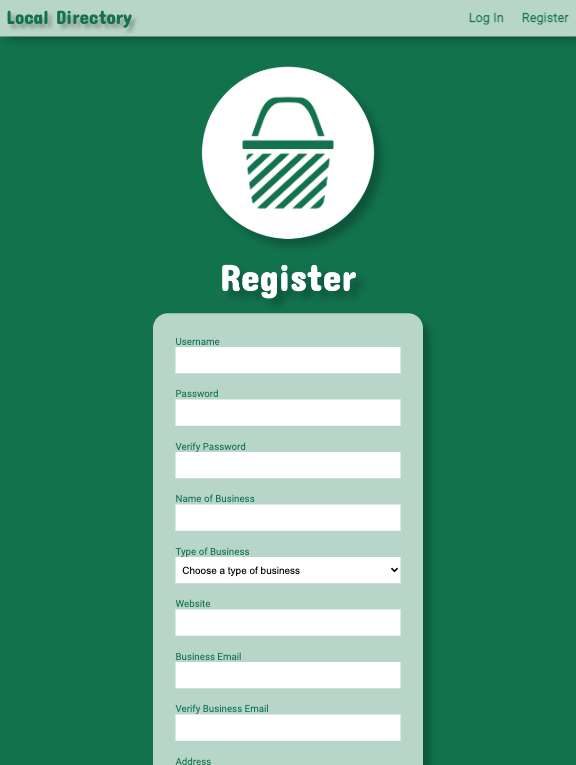 Local Directory
Log In Register
Register
Username
Password
Verify Password
Name of Business
Type of Business
Choose a type of business
Website
Business Email
Verify Business Email
Address